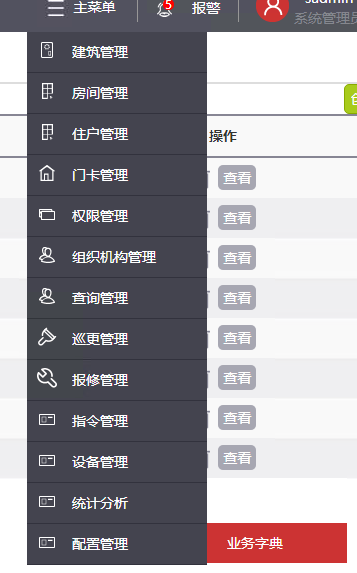 主菜单
5
报警
sadmin
系统管理员
建筑管理
房间管理
住户管理
操作
门卡管理
查看
权限管理
查看
组织机构管理
查看
查询管理
查看
巡更管理
查看
报修管理
查看
指令管理
查看
设备管理
查看
统计分析
配置管理
业务字典